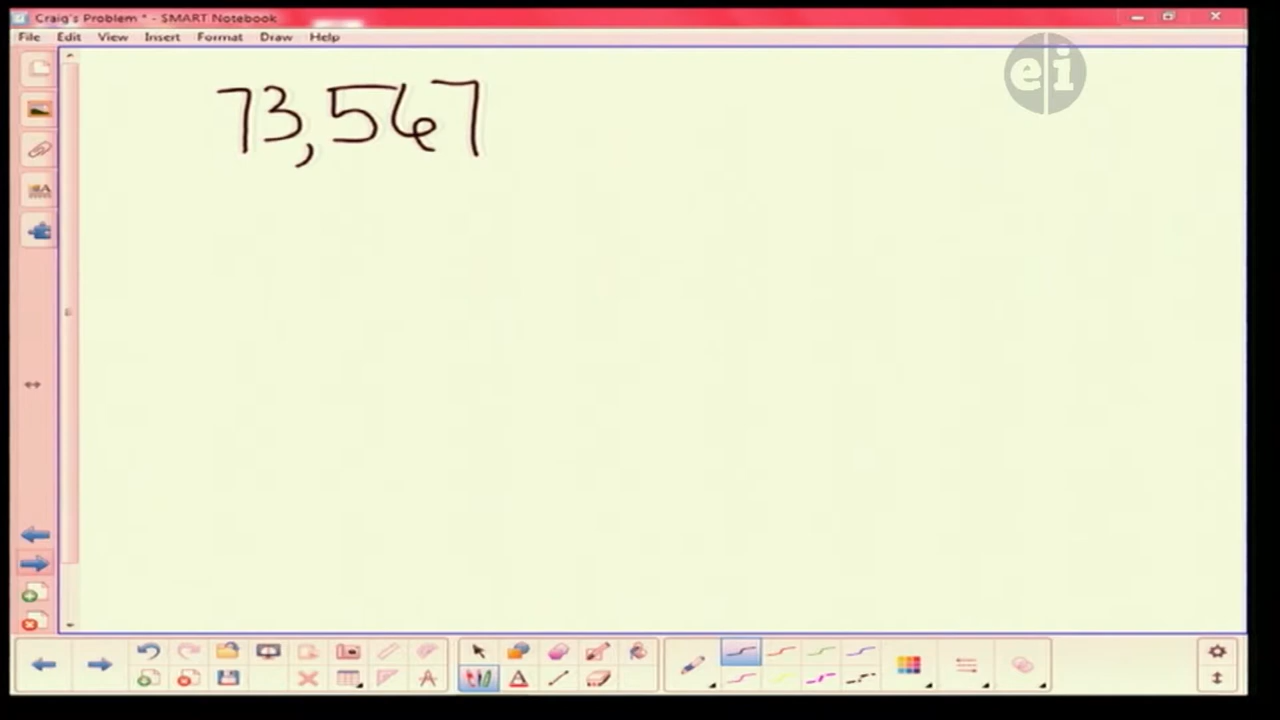 Craig's Problem * - SMART Notebook
File Edit View Insert Format Draw Help
ei
73,567